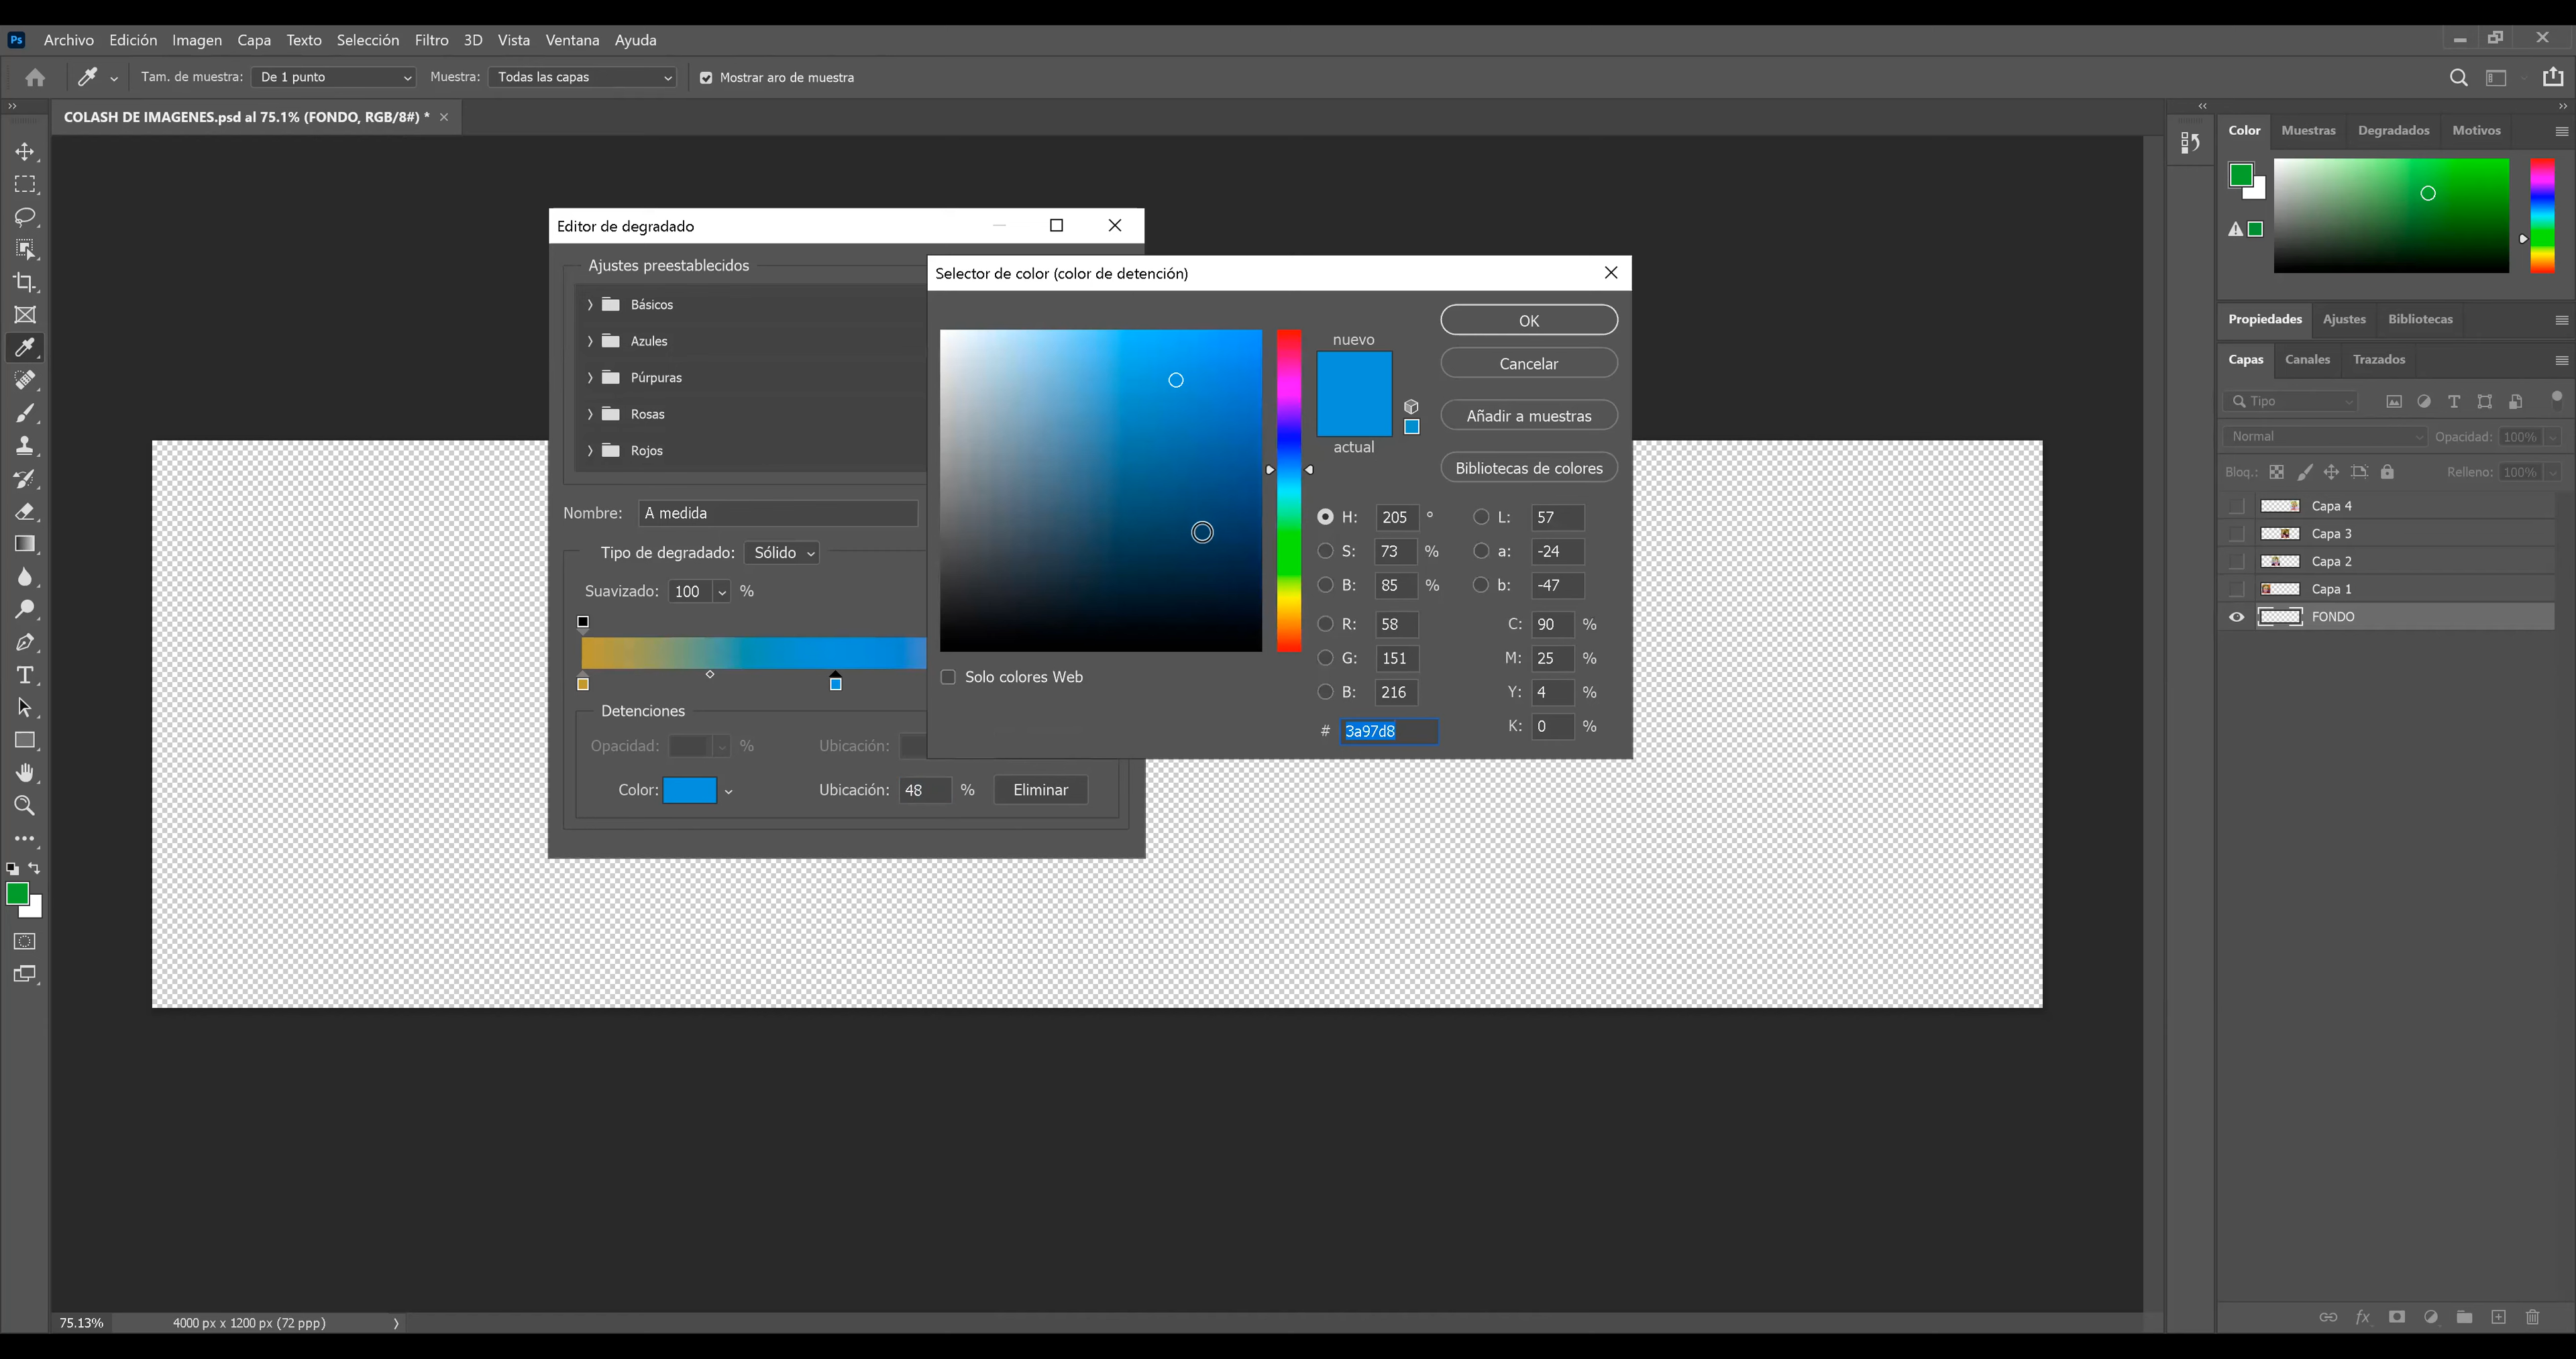 Ps Archivo Edición Imagen Capa Texto Selección Filtro 3D Vista Ventana Ayuda
Tam. de muestra: De 1 punto Muestra: Todas las capas Mostrar aro de muestra
COLASH DE IMAGENES.psd al 75.1% (FONDO, RGB/8#) * ×
Color Muestras Degradados Motivos
Editor de degradado
Ajustes preestablecidos
Básicos
Azules
Púrpuras
Rosas
Rojos
Nombre: A medida
Tipo de degradado: Sólido
Suavizado: 100 %
Detenciones
Opacidad: % Ubicación:
Color: Ubicación: 48 % Eliminar
Selector de color (color de detención)
nuevo
actual
OK
Cancelar
Añadir a muestras
Bibliotecas de colores
H: 205 ° L: 57
S: 73 % a: -24
B: 85 % b: -47
R: 58 C: 90 %
G: 151 M: 25 %
B: 216 Y: 4 %
# 3a97d8 K: 0 %
Solo colores Web
Propiedades Ajustes Bibliotecas
Capas Canales Trazados
Tipo
Normal Opacidad: 100%
Bloq.: Relleno: 100%
Capa 4
Capa 3
Capa 2
Capa 1
FONDO
fx
75.13% 4000 px x 1200 px (72 ppp)